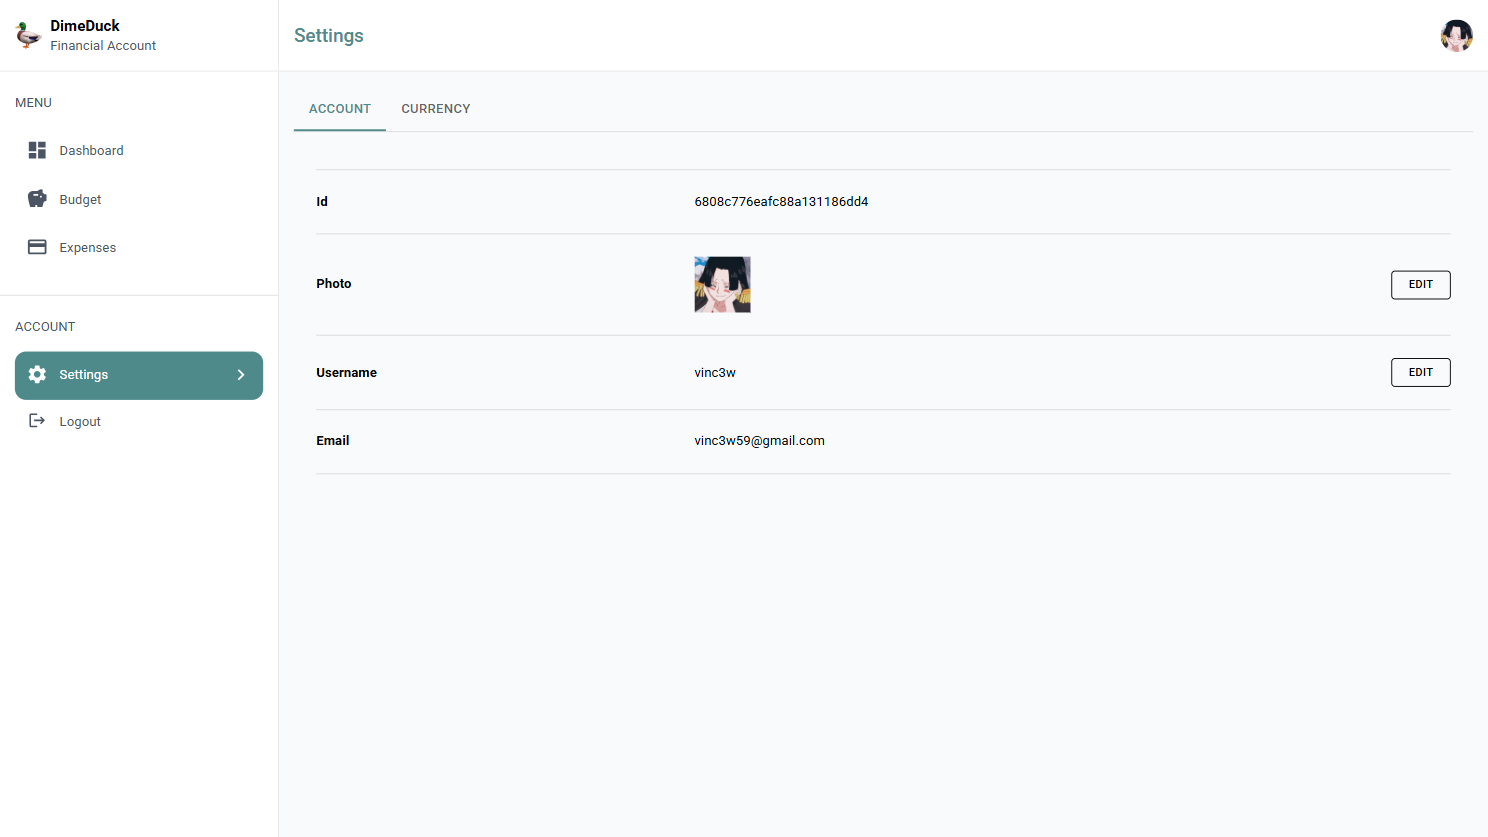 DimeDuck
Financial Account
MENU
Dashboard
Budget
Expenses
ACCOUNT
Settings
Logout
Settings
ACCOUNT CURRENCY
Id 6808c776eafc88a131186dd4
Photo EDIT
Username vinc3w EDIT
Email vinc3w59@gmail.com